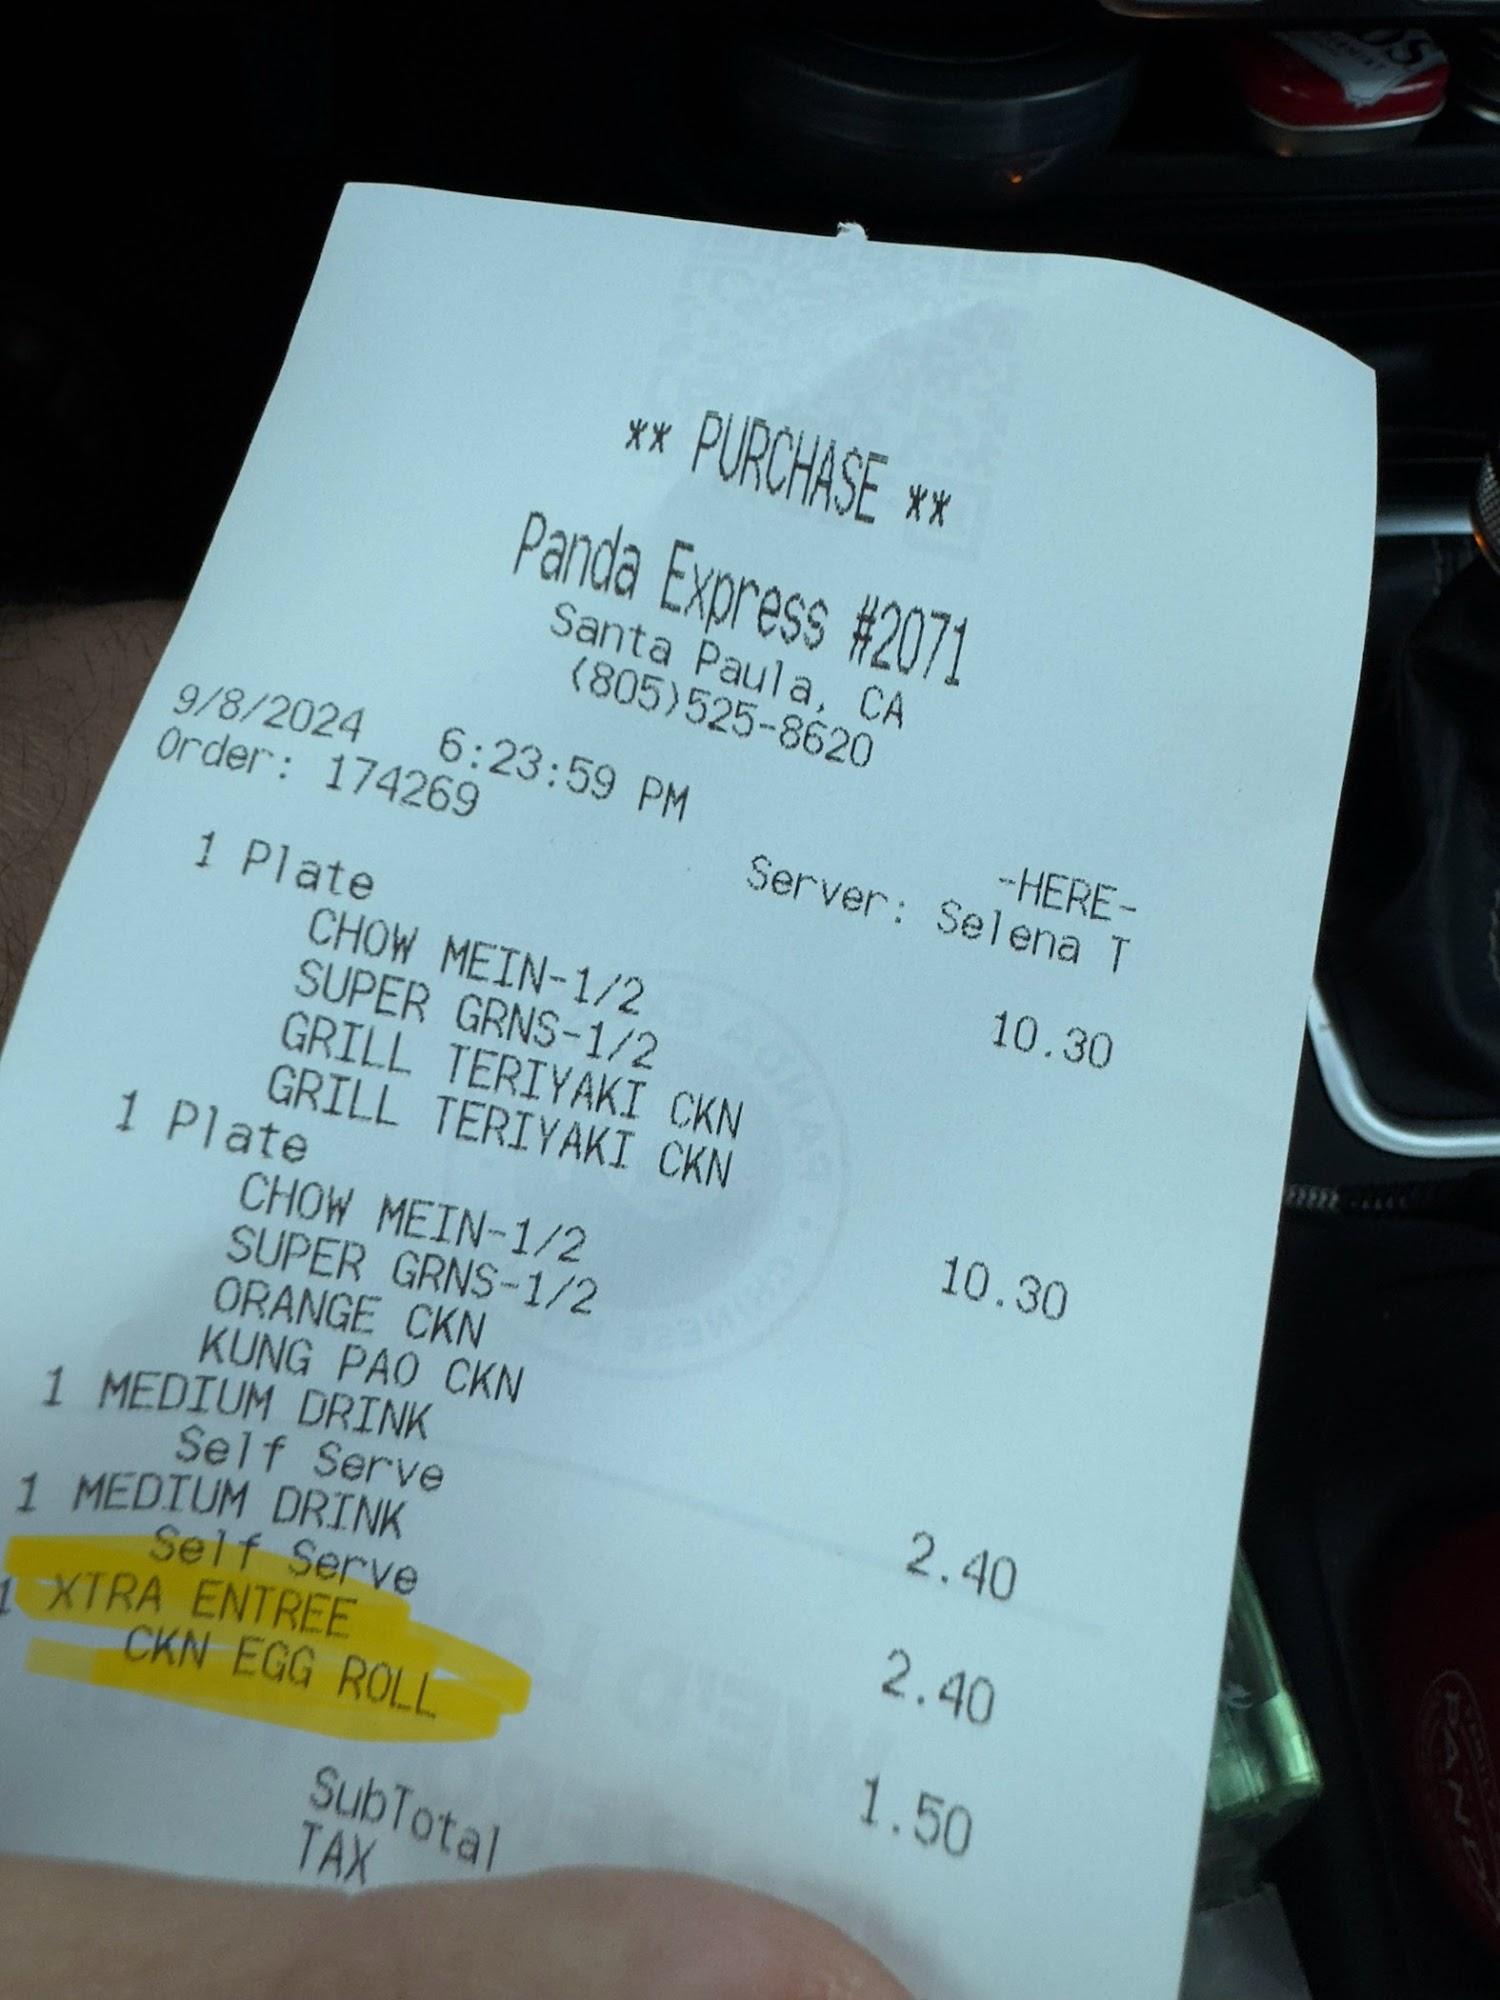 ** PURCHASE **
Panda Express #2071
Santa Paula, CA
(805)525-8620
9/8/2024 6:23:59 PM
Order: 174269
-HERE-
Server: Selena T
1 Plate 10.30
CHOW MEIN-1/2
SUPER GRNS-1/2
GRILL TERIYAKI CKN
GRILL TERIYAKI CKN
1 Plate 10.30
CHOW MEIN-1/2
SUPER GRNS-1/2
ORANGE CKN
KUNG PAO CKN
1 MEDIUM DRINK 2.40
Self Serve
1 MEDIUM DRINK 2.40
Self Serve
1 XTRA ENTREE 1.50
CKN EGG ROLL
SubTotal
TAX